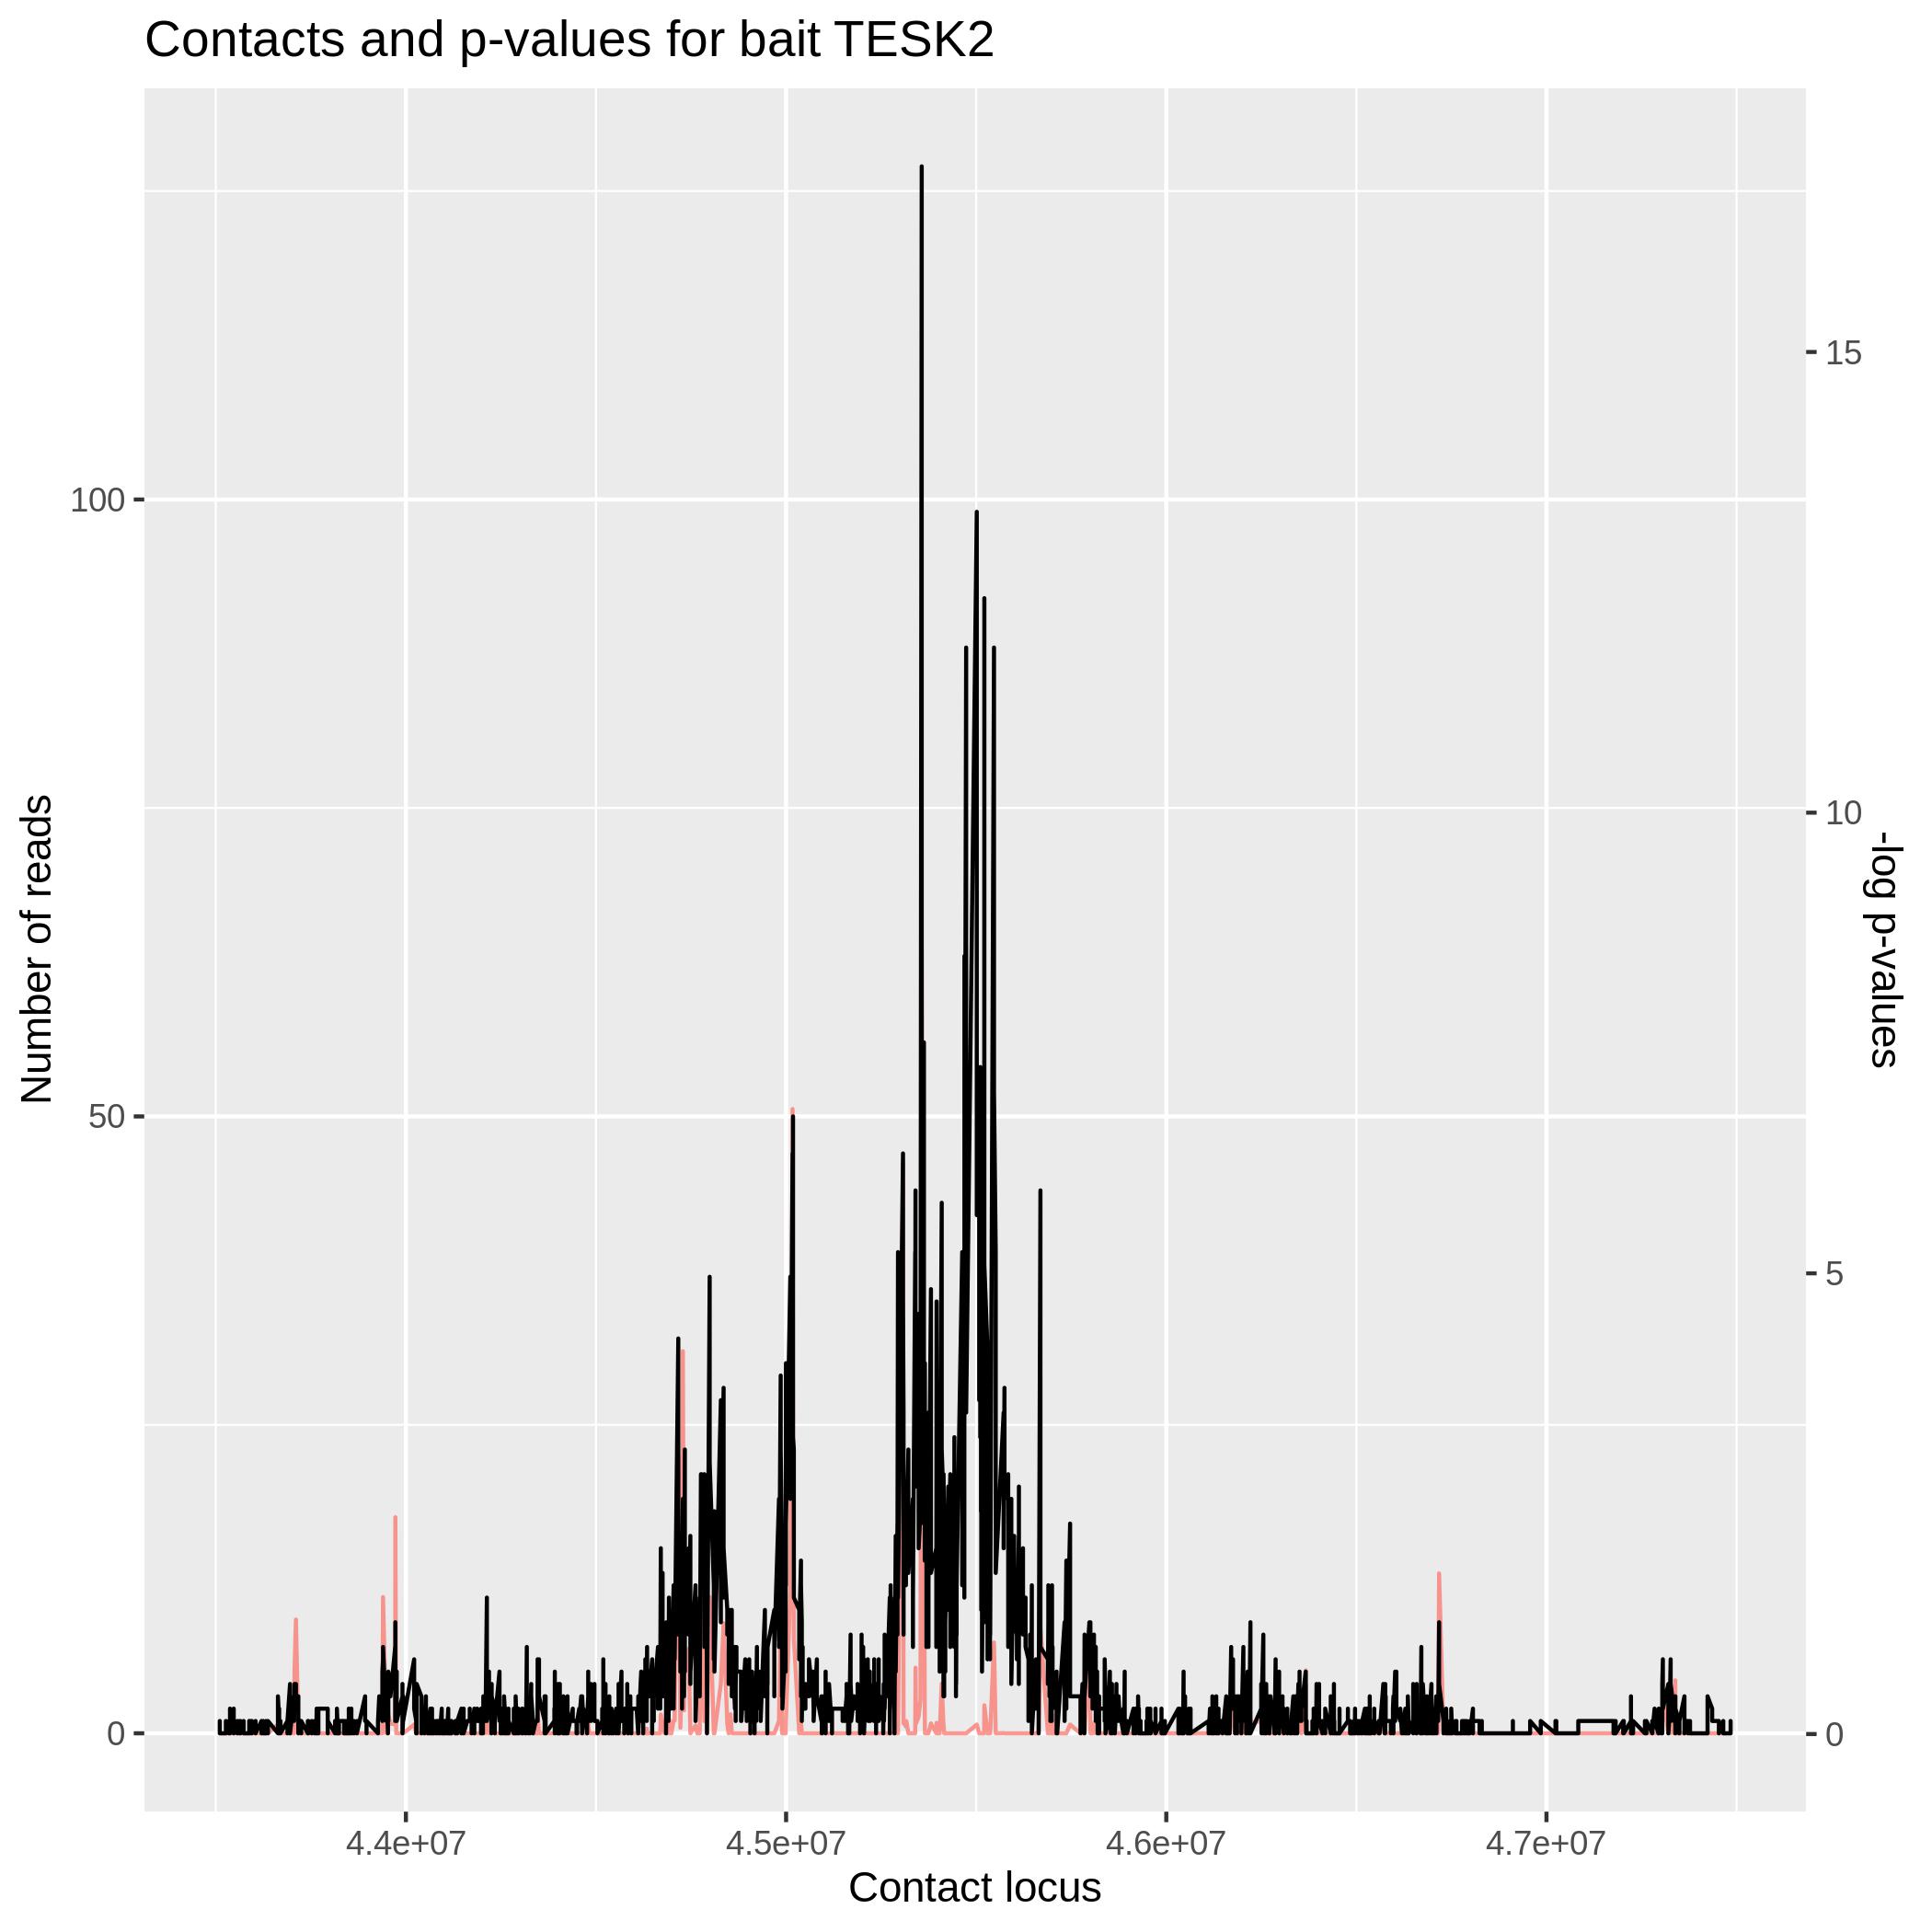 Contacts and p-values for bait TESK2
Number of reads
100
50
0
15
10
5
0
-log p-values
4.4e+07
4.5e+07
4.6e+07
4.7e+07
Contact locus